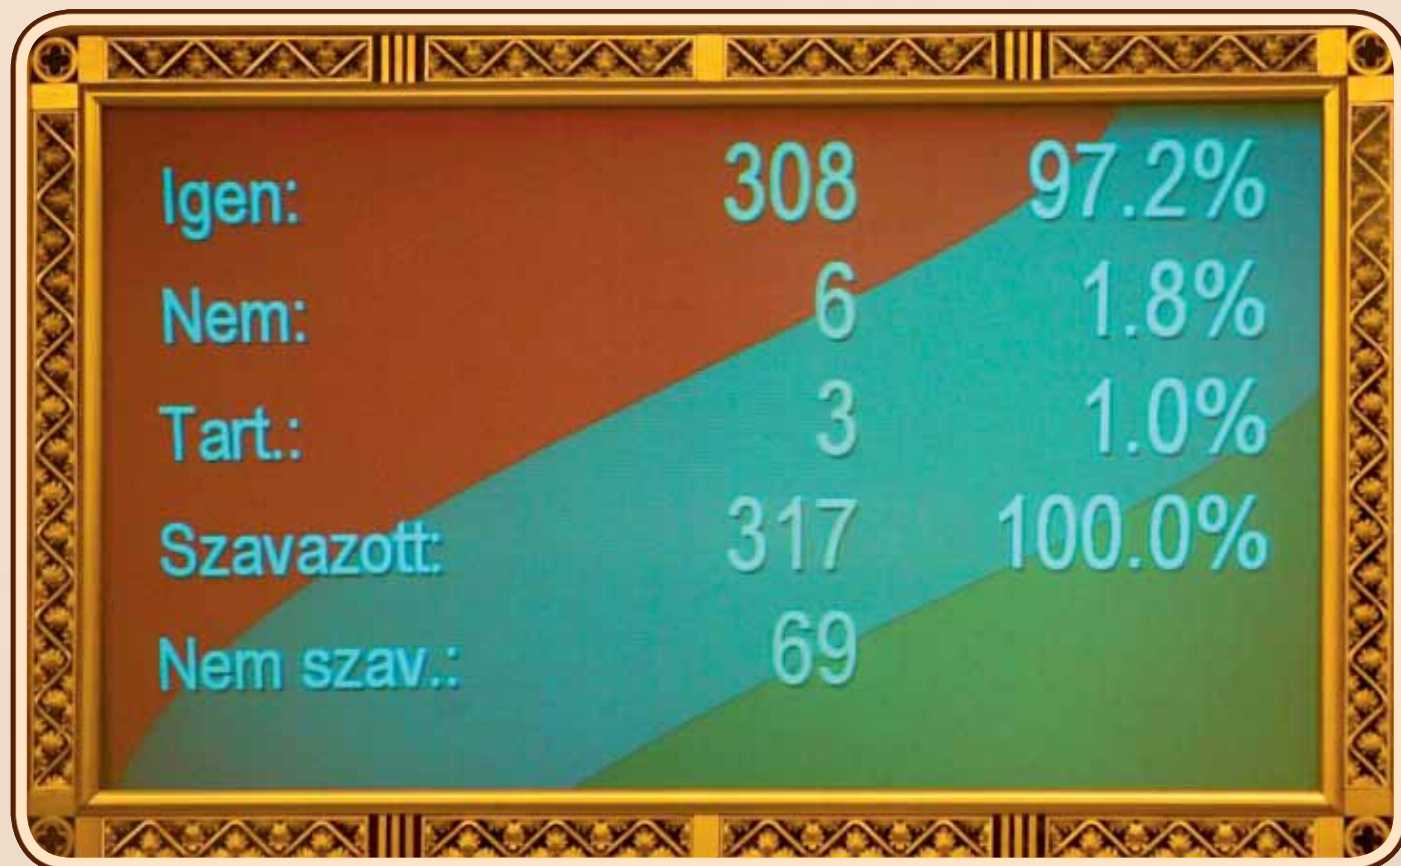 Igen: 308 97.2%
Nem: 6 1.8%
Tart.: 3 1.0%
Szavazott: 317 100.0%
Nem szav.: 69